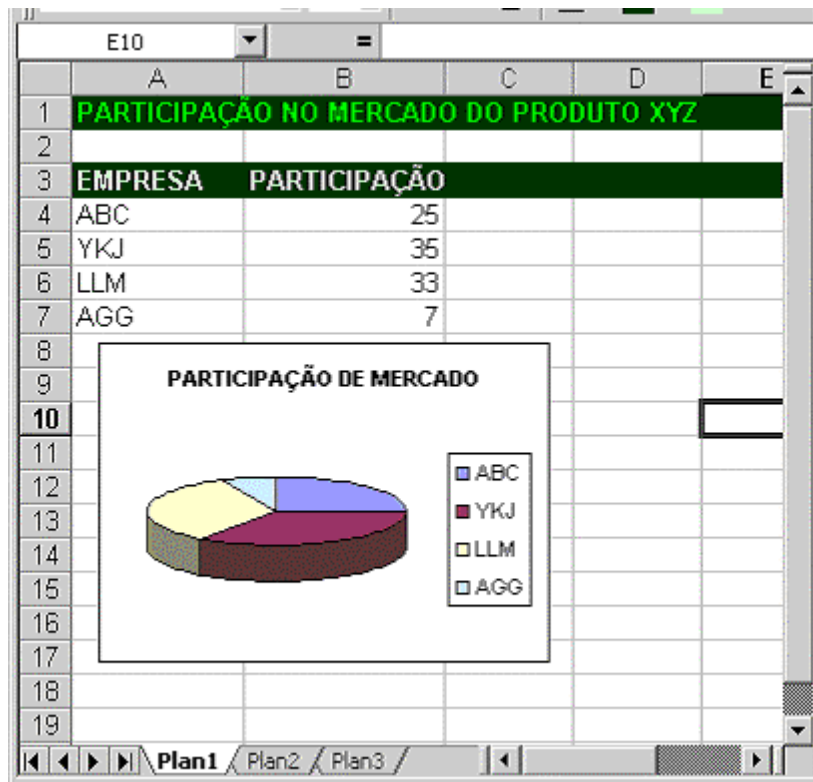 E10 =
A B C D E
1 PARTICIPAÇÃO NO MERCADO DO PRODUTO XYZ
2
3 EMPRESA PARTICIPAÇÃO
4 ABC 25
5 YKJ 35
6 LLM 33
7 AGG 7
8
9 PARTICIPAÇÃO DE MERCADO
10
11
12 ABC
13 YKJ
14 LLM
15 AGG
16
17
18
19
Plan1 Plan2 Plan3